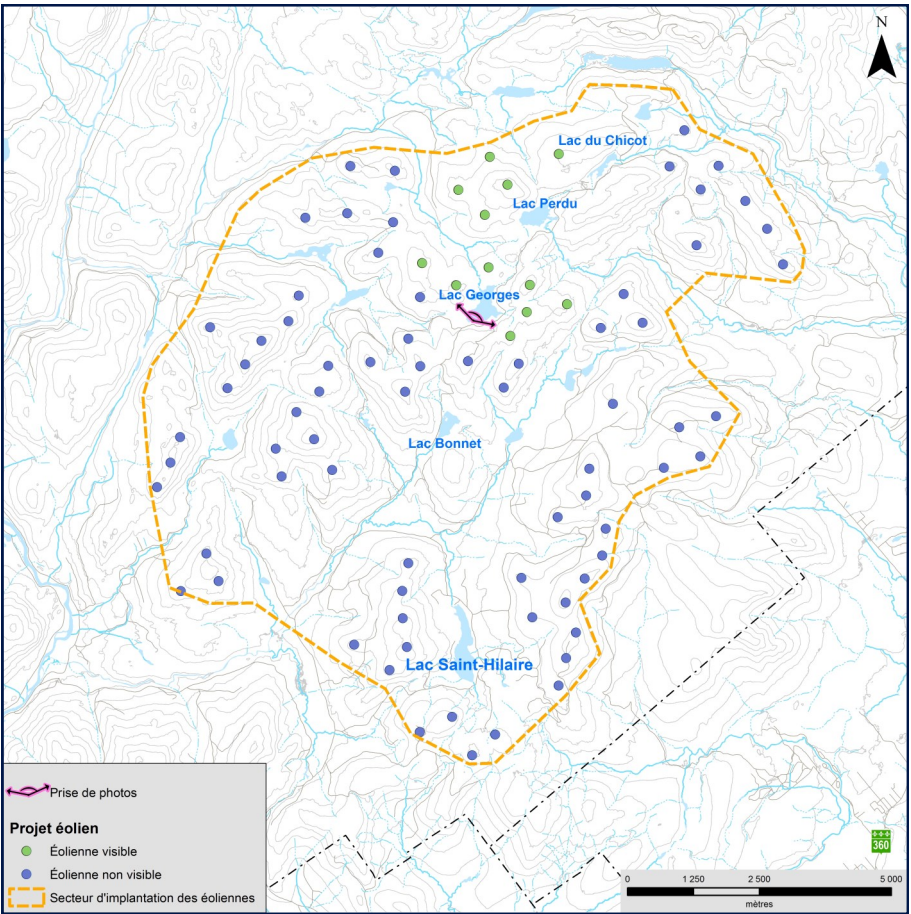 N
Lac du Chicot
Lac Perdu
Lac Georges
Lac Bonnet
Lac Saint-Hilaire
Prise de photos
Projet éolien
Éolienne visible
Éolienne non visible
Secteur d'implantation des éoliennes
360
0 1 250 2 500 5 000
mètres